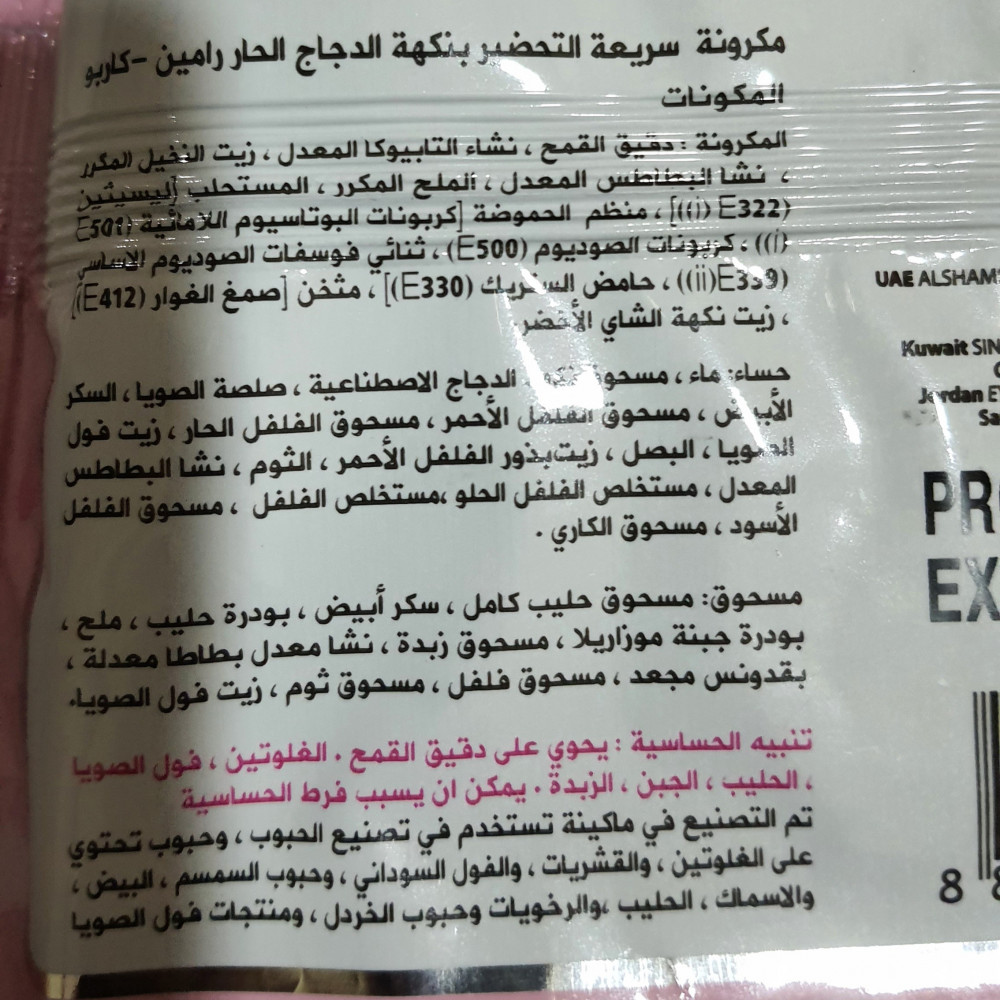 مكرونة سريعة التحضير بنكهة الدجاج الحار رامين -كاربو
المكونات
المكرونة : دقيق القمح ، نشاء التابيوكا المعدل ، زيت النخيل المكرر
، نشا البطاطس المعدل ، الملح المكرر ، المستحلب [ليسيثين
(E322 (i))] ، منظم الحموضة [كربونات البوتاسيوم اللامائية (E501
(i)) ، كربونات الصوديوم (E500) ، ثنائي فوسفات الصوديوم الأساسي
(E339(ii)) ، حامض الستريك (E330)] ، مثخن [صمغ الغوار (E412)]
، زيت نكهة الشاي الأخضر.
حساء: ماء ، مسحوق نكهة الدجاج الاصطناعية ، صلصة الصويا ، السكر
الأبيض ، مسحوق الفلفل الأحمر ، مسحوق الفلفل الحار ، زيت فول
الصويا ، البصل ، زيت بذور الفلفل الأحمر ، الثوم ، نشا البطاطس
المعدل ، مستخلص الفلفل الحلو ،مستخلص الفلفل ، مسحوق الفلفل
الأسود ، مسحوق الكاري .
مسحوق: مسحوق حليب كامل ، سكر أبيض ، بودرة حليب ، ملح ،
بودرة جبنة موزاريلا ، مسحوق زبدة ، نشا معدل بطاطا معدلة ،
بقدونس مجعد ، مسحوق فلفل ، مسحوق ثوم ، زيت فول الصوياء.
تنبيه الحساسية : يحوي على دقيق القمح . الغلوتين ، فول الصويا
، الحليب ، الجبن ، الزبدة . يمكن ان يسبب فرط الحساسية
تم التصنيع في ماكينة تستخدم في تصنيع الحبوب ، وحبوب تحتوي
على الغلوتين ، والقشريات ، والفول السوداني ، وحبوب السمسم ، البيض ،
والاسماك ، الحليب ،والرخويات وحبوب الخردل ، ومنتجات فول الصويا
UAE ALSHAMS
Kuwait SIN
Jordan E
Sa
PR
EX
8